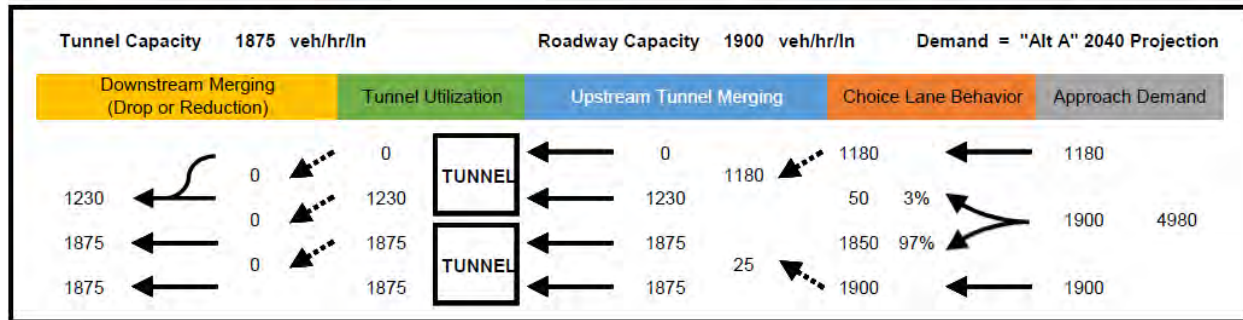 Tunnel Capacity 1875 veh/hr/ln Roadway Capacity 1900 veh/hr/ln Demand = "Alt A" 2040 Projection
Downstream Merging
(Drop or Reduction)
Tunnel Utilization
Upstream Tunnel Merging
Choice Lane Behavior
Approach Demand
0 TUNNEL 0 1180 1180
0 1180
1230 1230 1230 50 3%
0 1900 4980
1875 1875 TUNNEL 1875 1850 97%
0 25
1875 1875 1875 1900 1900